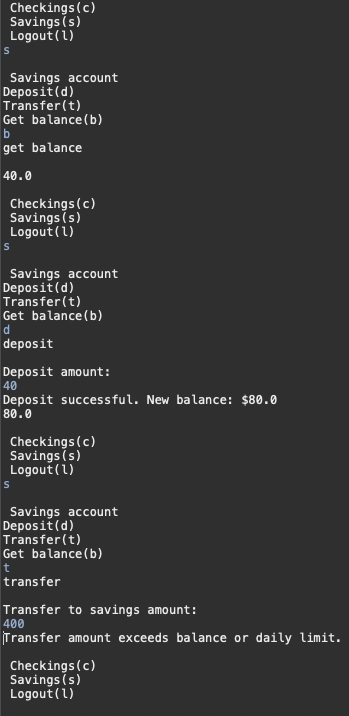 Checkings(c)
Savings(s)
Logout(l)
s
Savings account
Deposit(d)
Transfer(t)
Get balance(b)
b
get balance
40.0
Checkings(c)
Savings(s)
Logout(l)
s
Savings account
Deposit(d)
Transfer(t)
Get balance(b)
d
deposit
Deposit amount:
40
Deposit successful. New balance: $80.0
80.0
Checkings(c)
Savings(s)
Logout(l)
s
Savings account
Deposit(d)
Transfer(t)
Get balance(b)
t
transfer
Transfer to savings amount:
400
Transfer amount exceeds balance or daily limit.
Checkings(c)
Savings(s)
Logout(l)